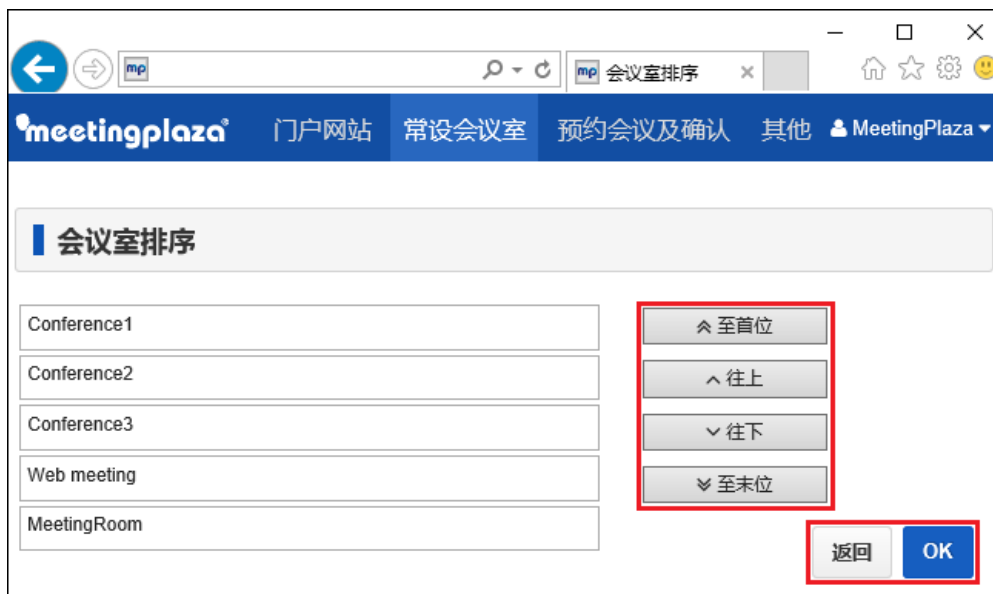 mp
mp 会议室排序
meetingplaza 门户网站 常设会议室 预约会议及确认 其他 MeetingPlaza
会议室排序
Conference1
至首位
Conference2
往上
Conference3
往下
Web meeting
至末位
MeetingRoom
返回 OK